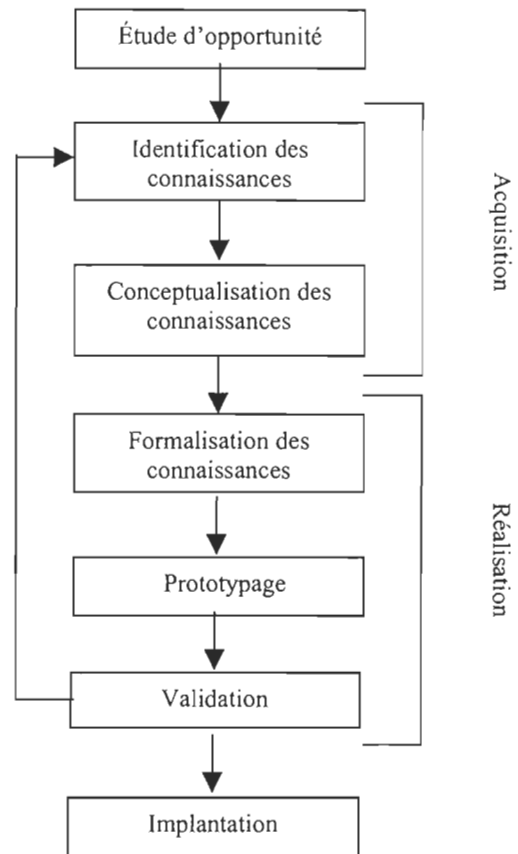 Étude d'opportunité
Identification des
connaissances
Conceptualisation des
connaissances
Acquisition
Formalisation des
connaissances
Prototypage
Réalisation
Validation
Implantation